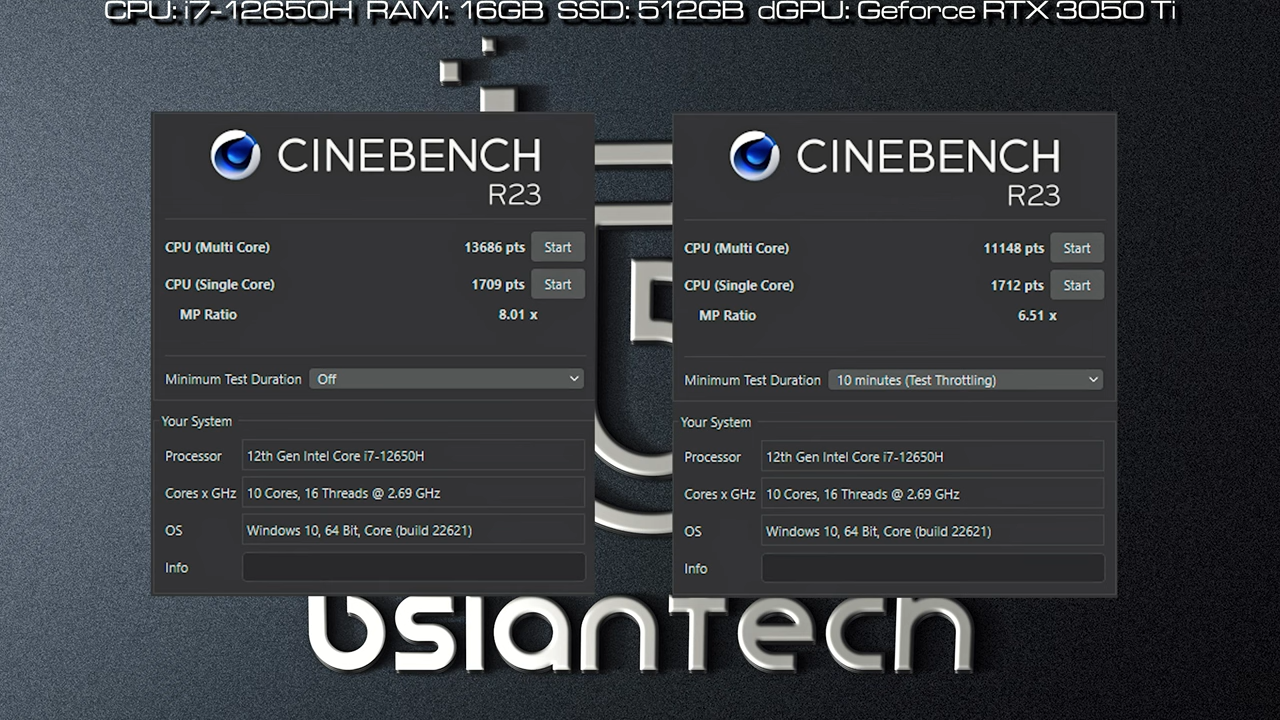 CPU: i7-12650H RAM: 16GB SSD: 512GB dGPU: Geforce RTX 3050 Ti
CINEBENCH
R23
CPU (Multi Core) 13686 pts Start
CPU (Single Core) 1709 pts Start
MP Ratio 8.01 x
Minimum Test Duration Off
Your System
Processor 12th Gen Intel Core i7-12650H
Cores x GHz 10 Cores, 16 Threads @ 2.69 GHz
OS Windows 10, 64 Bit, Core (build 22621)
Info
CINEBENCH
R23
CPU (Multi Core) 11148 pts Start
CPU (Single Core) 1712 pts Start
MP Ratio 6.51 x
Minimum Test Duration 10 minutes (Test Throttling)
Your System
Processor 12th Gen Intel Core i7-12650H
Cores x GHz 10 Cores, 16 Threads @ 2.69 GHz
OS Windows 10, 64 Bit, Core (build 22621)
Info
bsianTech